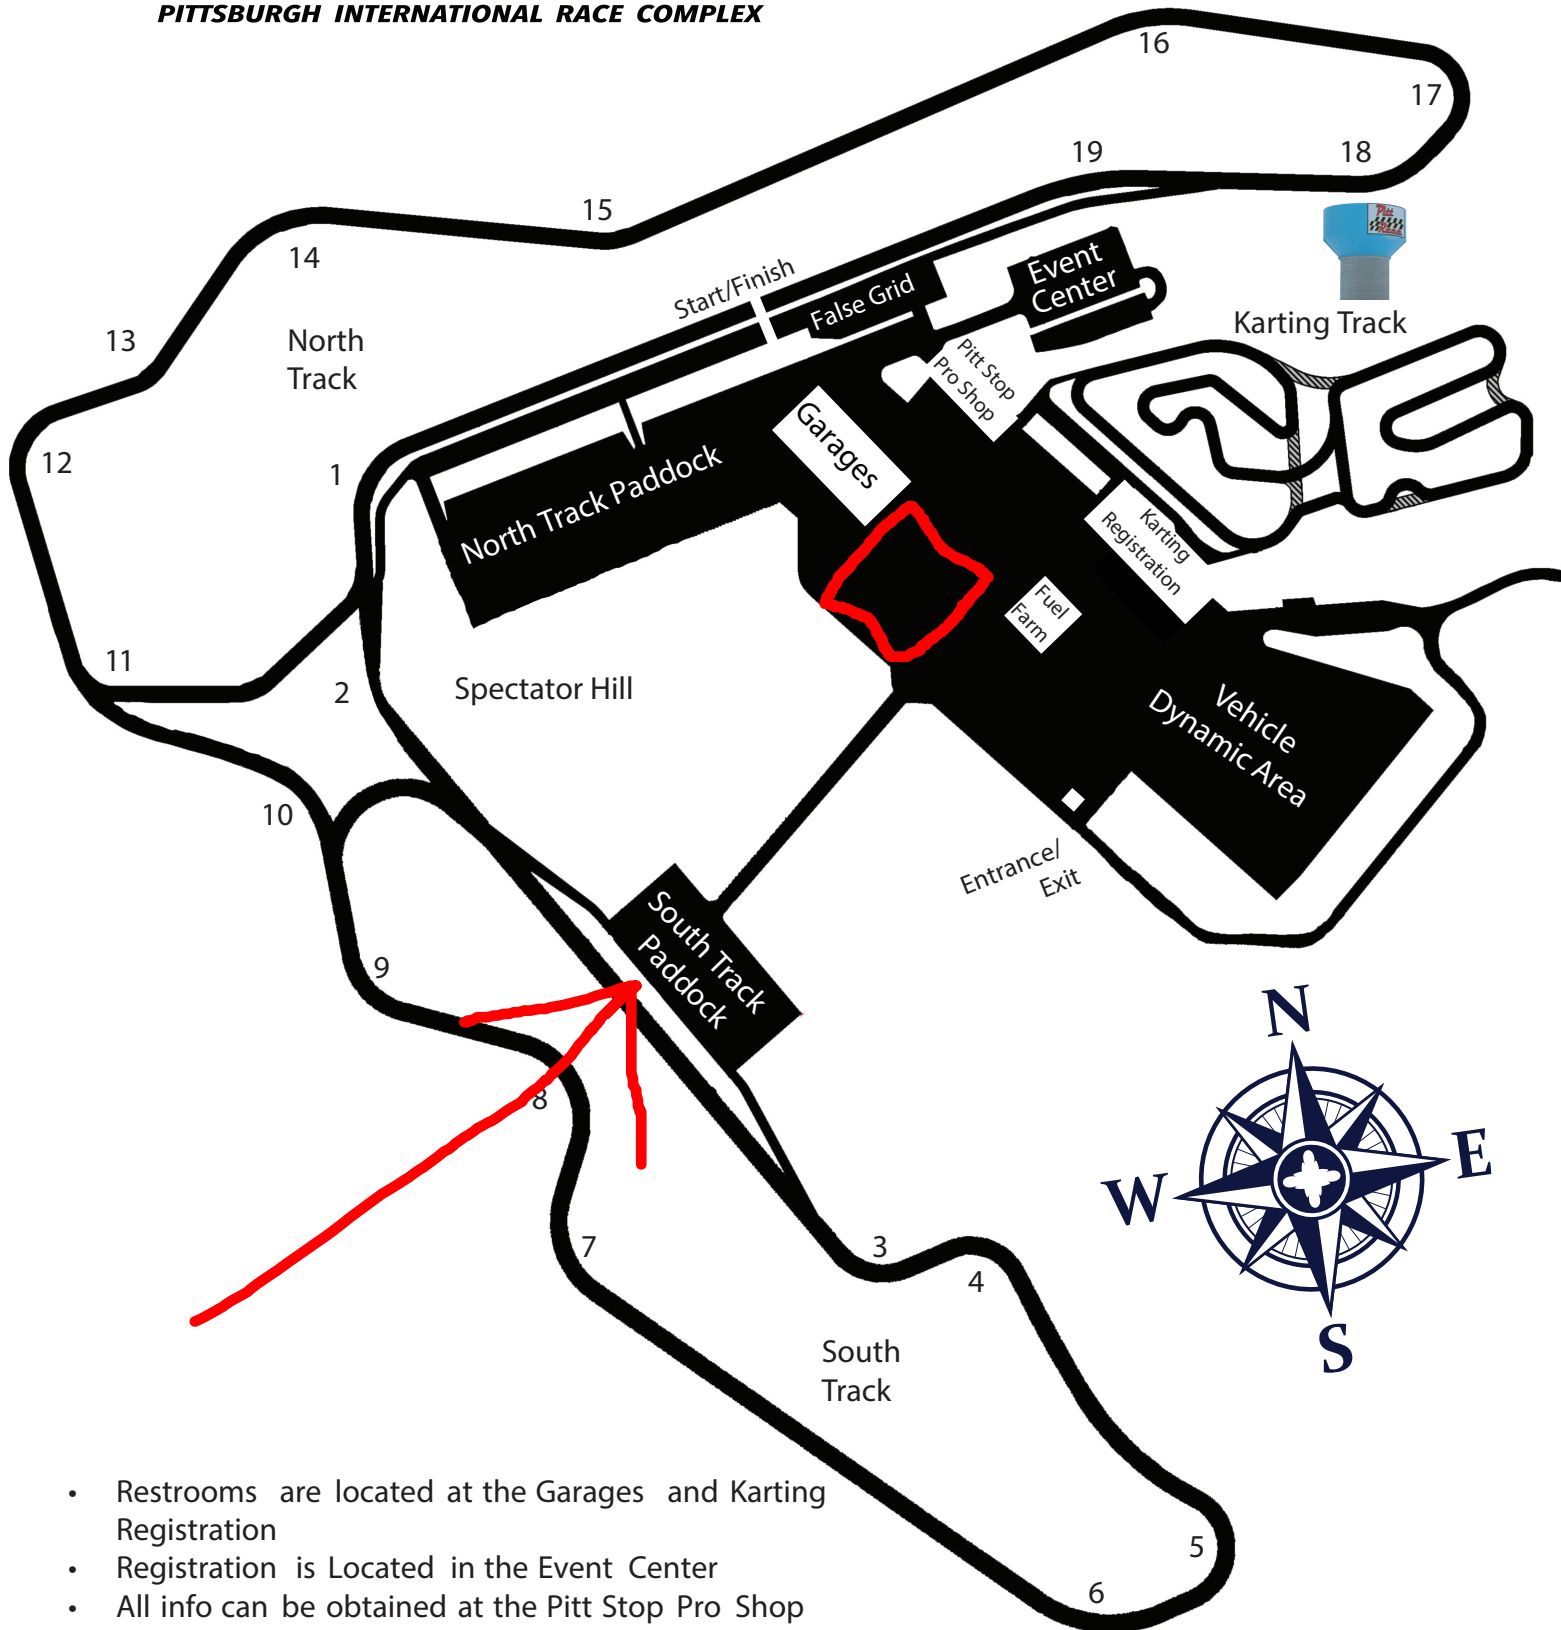 PITTSBURGH INTERNATIONAL RACE COMPLEX
16
17
19
18
15
14
Pitt
Race
Event
Center
Start/Finish
False Grid
Karting Track
13
North
Track
Pitt Stop
Pro Shop
Garages
12
1
North Track Paddock
Karting
Registration
Fuel
Farm
11
2
Spectator Hill
Vehicle
Dynamic Area
10
Entrance/
Exit
South Track
Paddock
9
8
N
E
W
S
7
3
4
South
Track
5
6
• Restrooms are located at the Garages and Karting
Registration
• Registration is Located in the Event Center
• All info can be obtained at the Pitt Stop Pro Shop